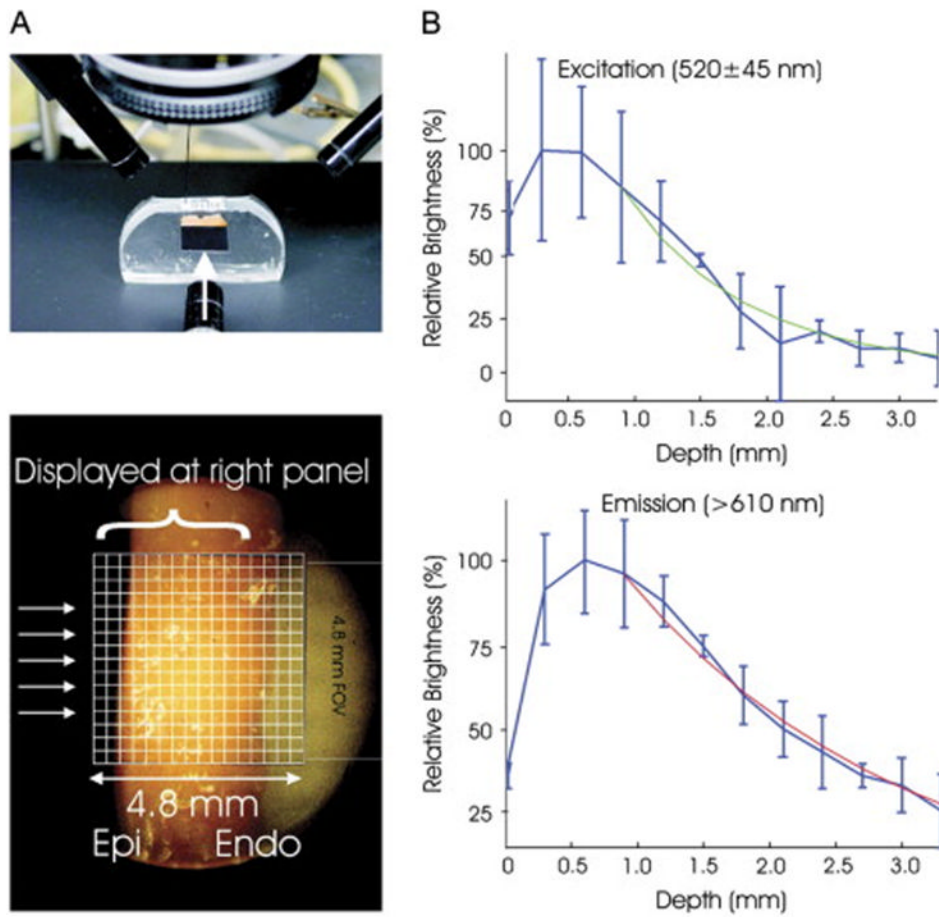 A
Displayed at right panel
4.8 mm FOV
4.8 mm
Epi
Endo
B
Excitation (520±45 nm)
Relative Brightness (%)
100
75
50
25
0
0 0.5 1.0 1.5 2.0 2.5 3.0
Depth (mm)
Emission (>610 nm)
Relative Brightness (%)
100
75
50
25
0 0.5 1.0 1.5 2.0 2.5 3.0
Depth (mm)